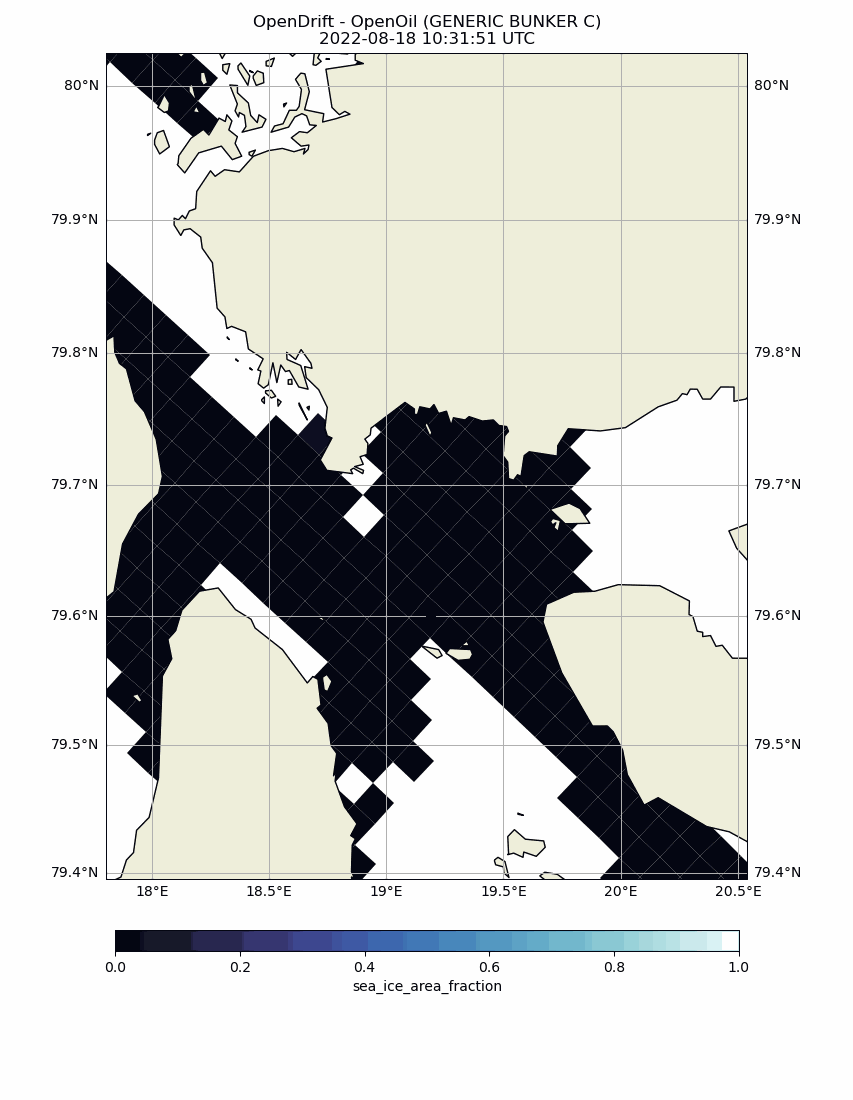 OpenDrift - OpenOil (GENERIC BUNKER C)
2022-08-18 10:31:51 UTC
80°N 80°N
79.9°N 79.9°N
79.8°N 79.8°N
79.7°N 79.7°N
79.6°N 79.6°N
79.5°N 79.5°N
79.4°N 79.4°N
18°E 18.5°E 19°E 19.5°E 20°E 20.5°E
0.0 0.2 0.4 0.6 0.8 1.0
sea_ice_area_fraction